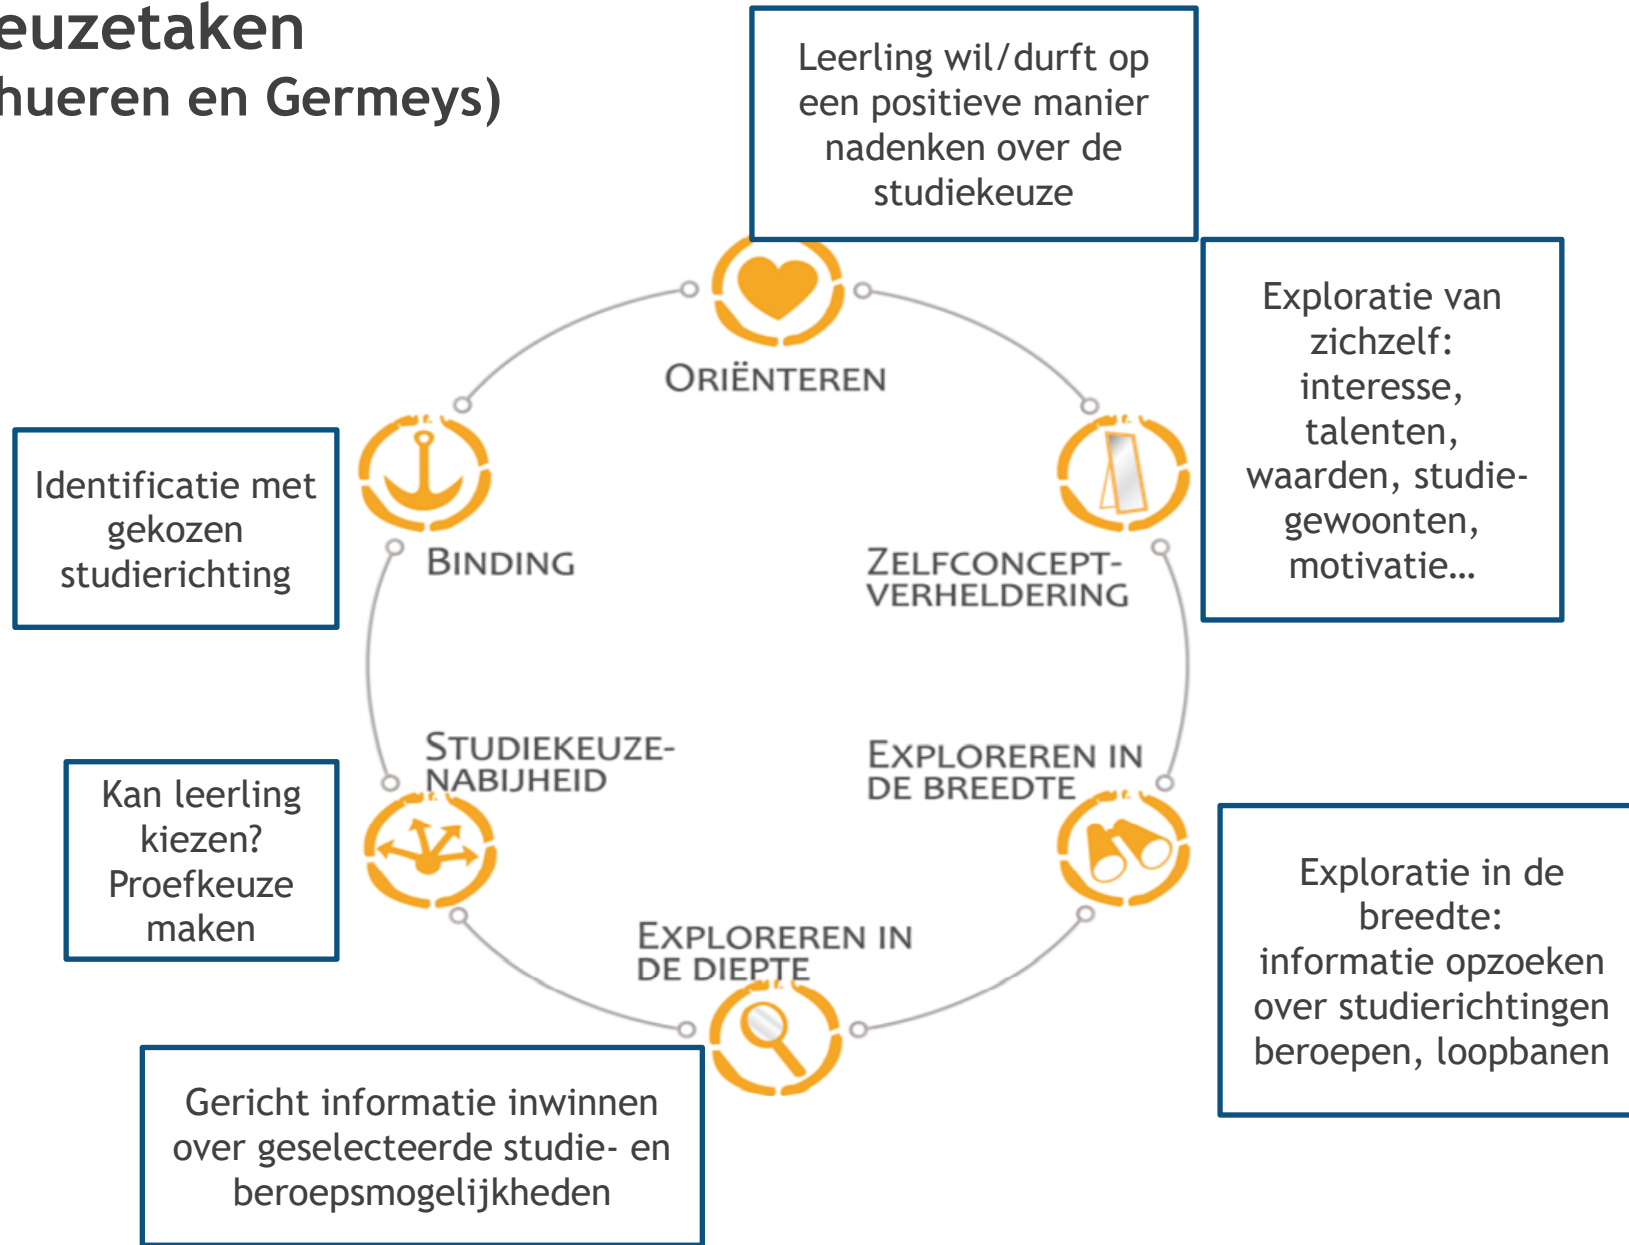 euzetaken
hueren en Germeys)
Leerling wil/durft op
een positieve manier
nadenken over de
studiekeuze
ORIËNTEREN
Exploratie van
zichzelf:
interesse,
talenten,
waarden, studie-
gewoonten,
motivatie…
Identificatie met
gekozen
studierichting
BINDING
ZELFCONCEPT-
VERHELDERING
STUDIEKEUZE-
NABIJHEID
EXPLOREREN IN
DE BREEDTE
Kan leerling
kiezen?
Proefkeuze
maken
Exploratie in de
breedte:
informatie opzoeken
over studierichtingen
beroepen, loopbanen
EXPLOREREN IN
DE DIEPTE
Gericht informatie inwinnen
over geselecteerde studie- en
beroepsmogelijkheden